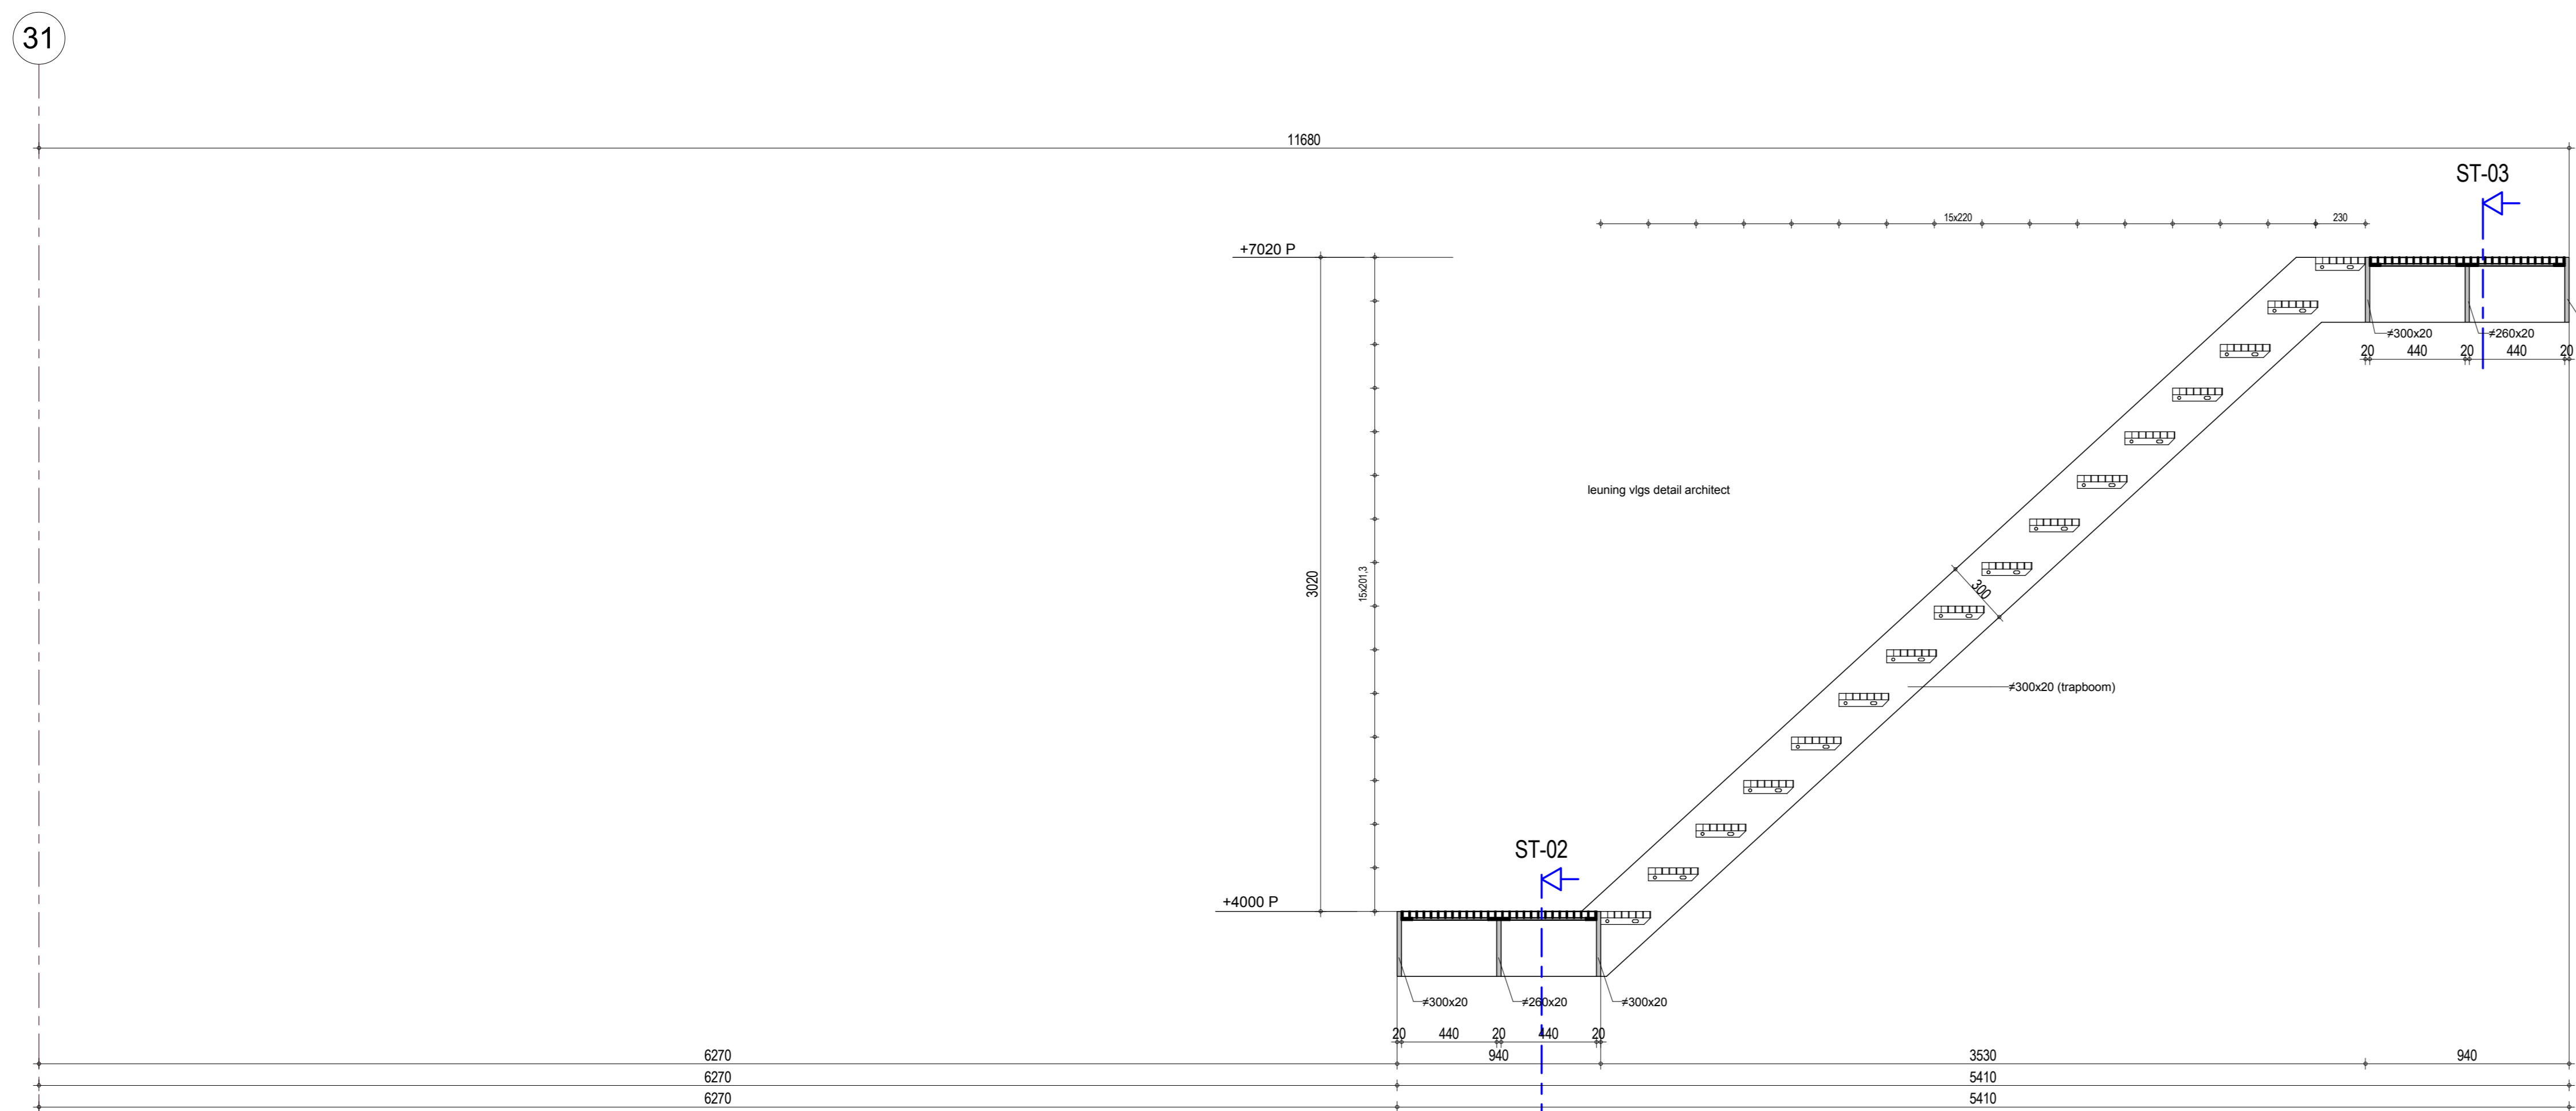 31
11680
ST-03
15x220
230
+7020 P
≠300x20
≠260x20
20
440
20
440
20
leuning vlgs detail architect
3020
15x201,3
300
≠300x20 (trapboom)
ST-02
+4000 P
≠300x20
≠260x20
≠300x20
20
440
20
440
20
6270
940
3530
940
6270
5410
6270
5410